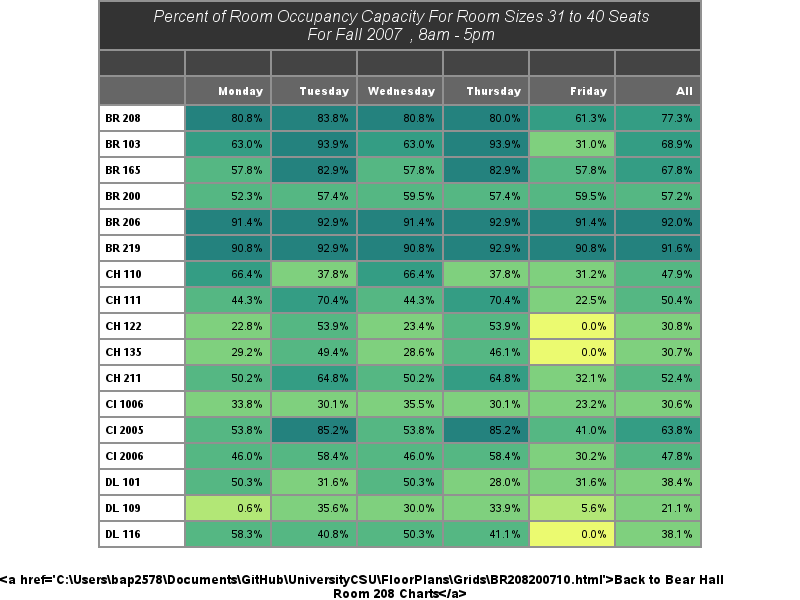 Percent of Room Occupancy Capacity For Room Sizes 31 to 40 Seats
For Fall 2007 , 8am - 5pm
Monday Tuesday Wednesday Thursday Friday All
BR 208 80.8% 83.8% 80.8% 80.0% 61.3% 77.3%
BR 103 63.0% 93.9% 63.0% 93.9% 31.0% 68.9%
BR 165 57.8% 82.9% 57.8% 82.9% 57.8% 67.8%
BR 200 52.3% 57.4% 59.5% 57.4% 59.5% 57.2%
BR 206 91.4% 92.9% 91.4% 92.9% 91.4% 92.0%
BR 219 90.8% 92.9% 90.8% 92.9% 90.8% 91.6%
CH 110 66.4% 37.8% 66.4% 37.8% 31.2% 47.9%
CH 111 44.3% 70.4% 44.3% 70.4% 22.5% 50.4%
CH 122 22.8% 53.9% 23.4% 53.9% 0.0% 30.8%
CH 135 29.2% 49.4% 28.6% 46.1% 0.0% 30.7%
CH 211 50.2% 64.8% 50.2% 64.8% 32.1% 52.4%
CI 1006 33.8% 30.1% 35.5% 30.1% 23.2% 30.6%
CI 2005 53.8% 85.2% 53.8% 85.2% 41.0% 63.8%
CI 2006 46.0% 58.4% 46.0% 58.4% 30.2% 47.8%
DL 101 50.3% 31.6% 50.3% 28.0% 31.6% 38.4%
DL 109 0.6% 35.6% 30.0% 33.9% 5.6% 21.1%
DL 116 58.3% 40.8% 50.3% 41.1% 0.0% 38.1%
<a href='C:\Users\bap2578\Documents\GitHub\UniversityCSU\FloorPlans\Grids\BR208200710.html'>Back to Bear Hall
Room 208 Charts</a>